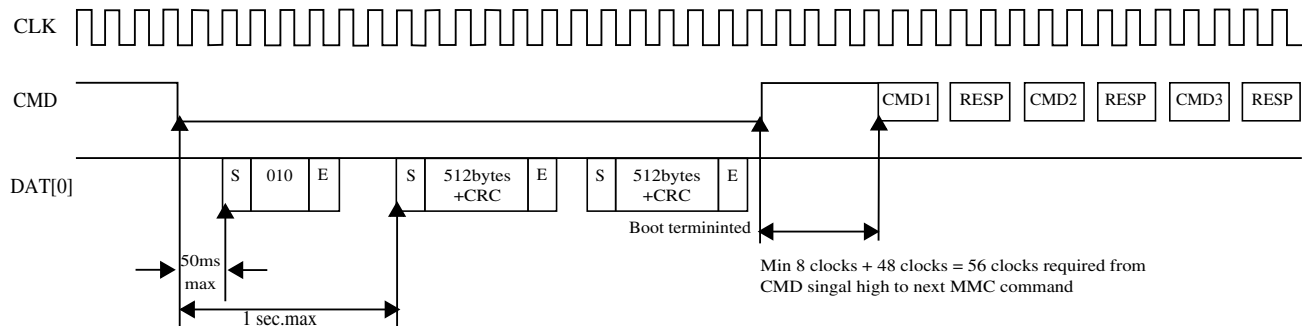 CLK
CMD
CMD1 RESP CMD2 RESP CMD3 RESP
DAT[0]
S 010 E S 512bytes +CRC E S 512bytes +CRC E
Boot termininted
50ms
max
1 sec.max
Min 8 clocks + 48 clocks = 56 clocks required from
CMD singal high to next MMC command